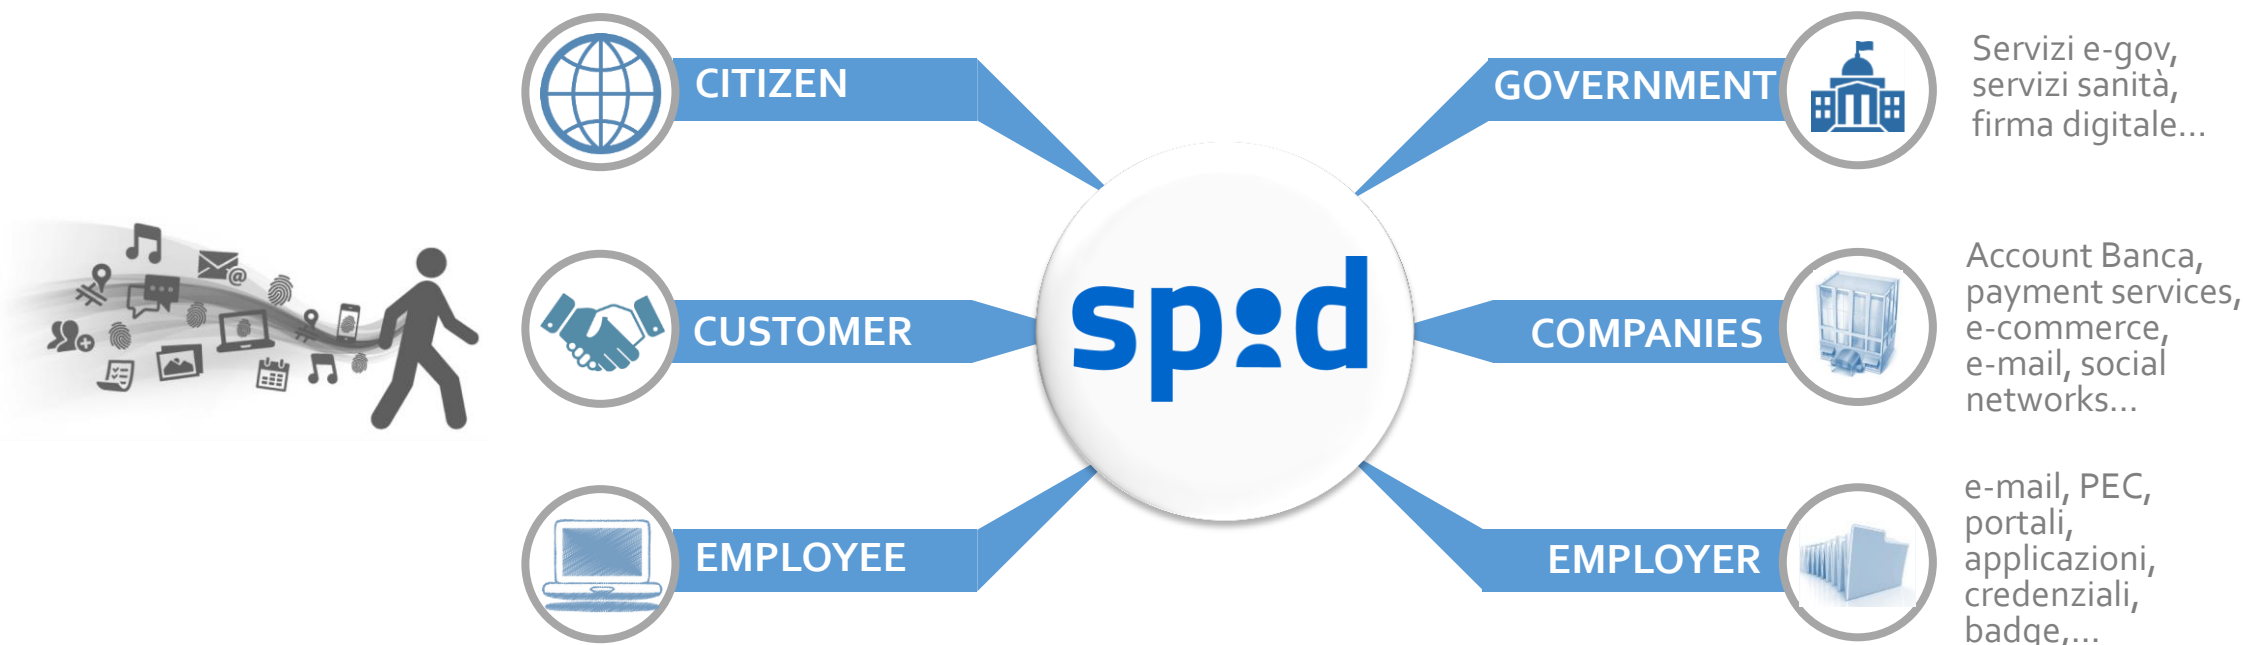 CITIZEN
CUSTOMER
EMPLOYEE
spid
GOVERNMENT
Servizi e-gov,
servizi sanità,
firma digitale...
COMPANIES
Account Banca,
payment services,
e-commerce,
e-mail, social
networks...
EMPLOYER
e-mail, PEC,
portali,
applicazioni,
credenziali,
badge,...